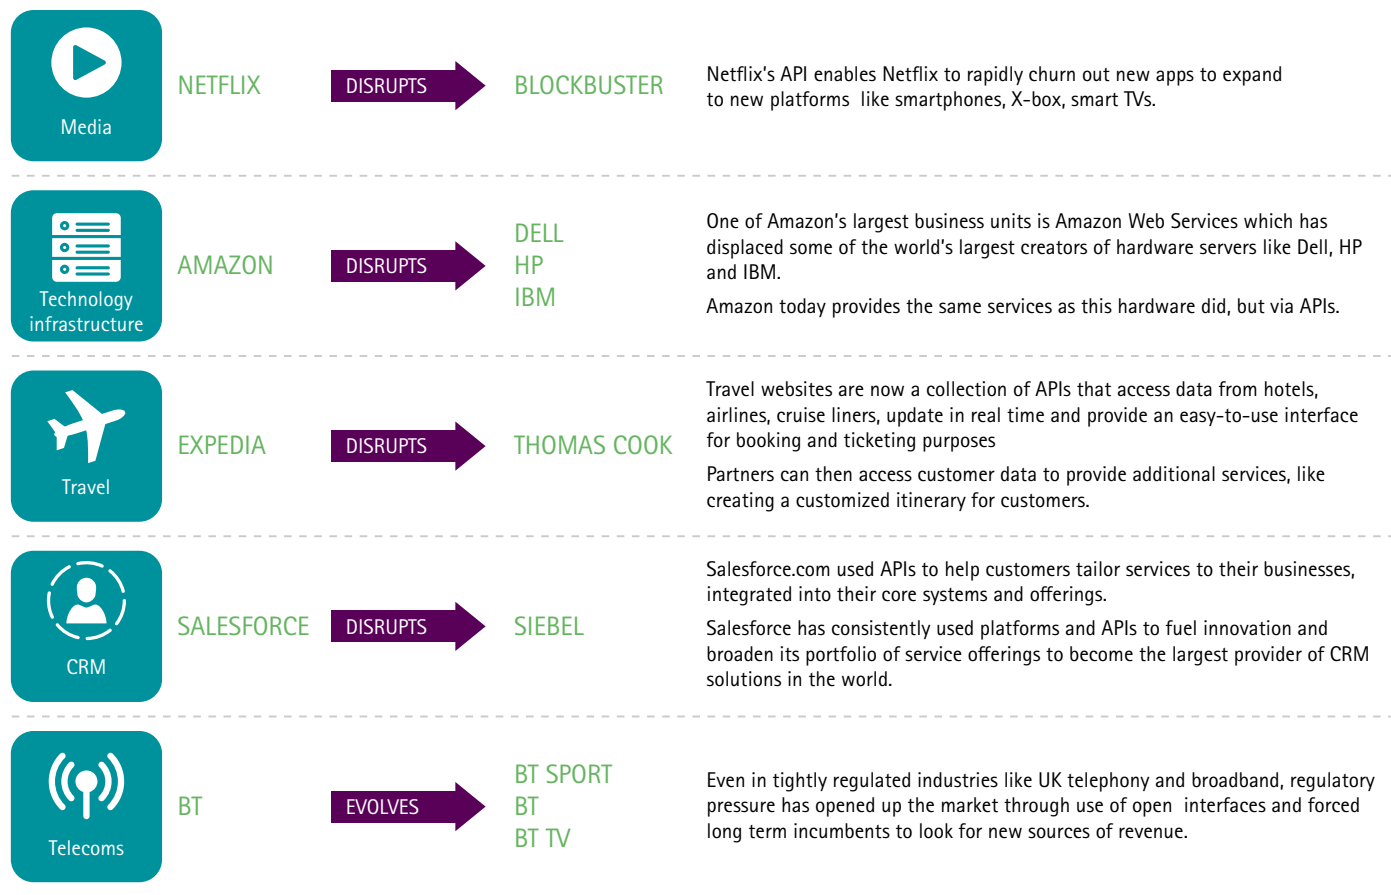 Media
NETFLIX
DISRUPTS
BLOCKBUSTER
Netflix's API enables Netflix to rapidly churn out new apps to expand
to new platforms like smartphones, X-box, smart TVs.
Technology
infrastructure
AMAZON
DISRUPTS
DELL
HP
IBM
One of Amazon's largest business units is Amazon Web Services which has
displaced some of the world's largest creators of hardware servers like Dell, HP
and IBM.
Amazon today provides the same services as this hardware did, but via APIs.
Travel
EXPEDIA
DISRUPTS
THOMAS COOK
Travel websites are now a collection of APIs that access data from hotels,
airlines, cruise liners, update in real time and provide an easy-to-use interface
for booking and ticketing purposes
Partners can then access customer data to provide additional services, like
creating a customized itinerary for customers.
CRM
SALESFORCE
DISRUPTS
SIEBEL
Salesforce.com used APIs to help customers tailor services to their businesses,
integrated into their core systems and offerings.
Salesforce has consistently used platforms and APIs to fuel innovation and
broaden its portfolio of service offerings to become the largest provider of CRM
solutions in the world.
Telecoms
BT
EVOLVES
BT SPORT
BT
BT TV
Even in tightly regulated industries like UK telephony and broadband, regulatory
pressure has opened up the market through use of open interfaces and forced
long term incumbents to look for new sources of revenue.